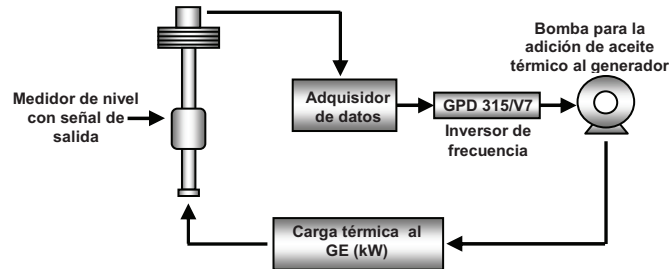 Bomba para la
adición de aceite
térmico al generador
Medidor de nivel
con señal de
salida
Adquisidor
de datos
GPD 315/V7
Inversor de
frecuencia
Carga térmica al
GE (kW)